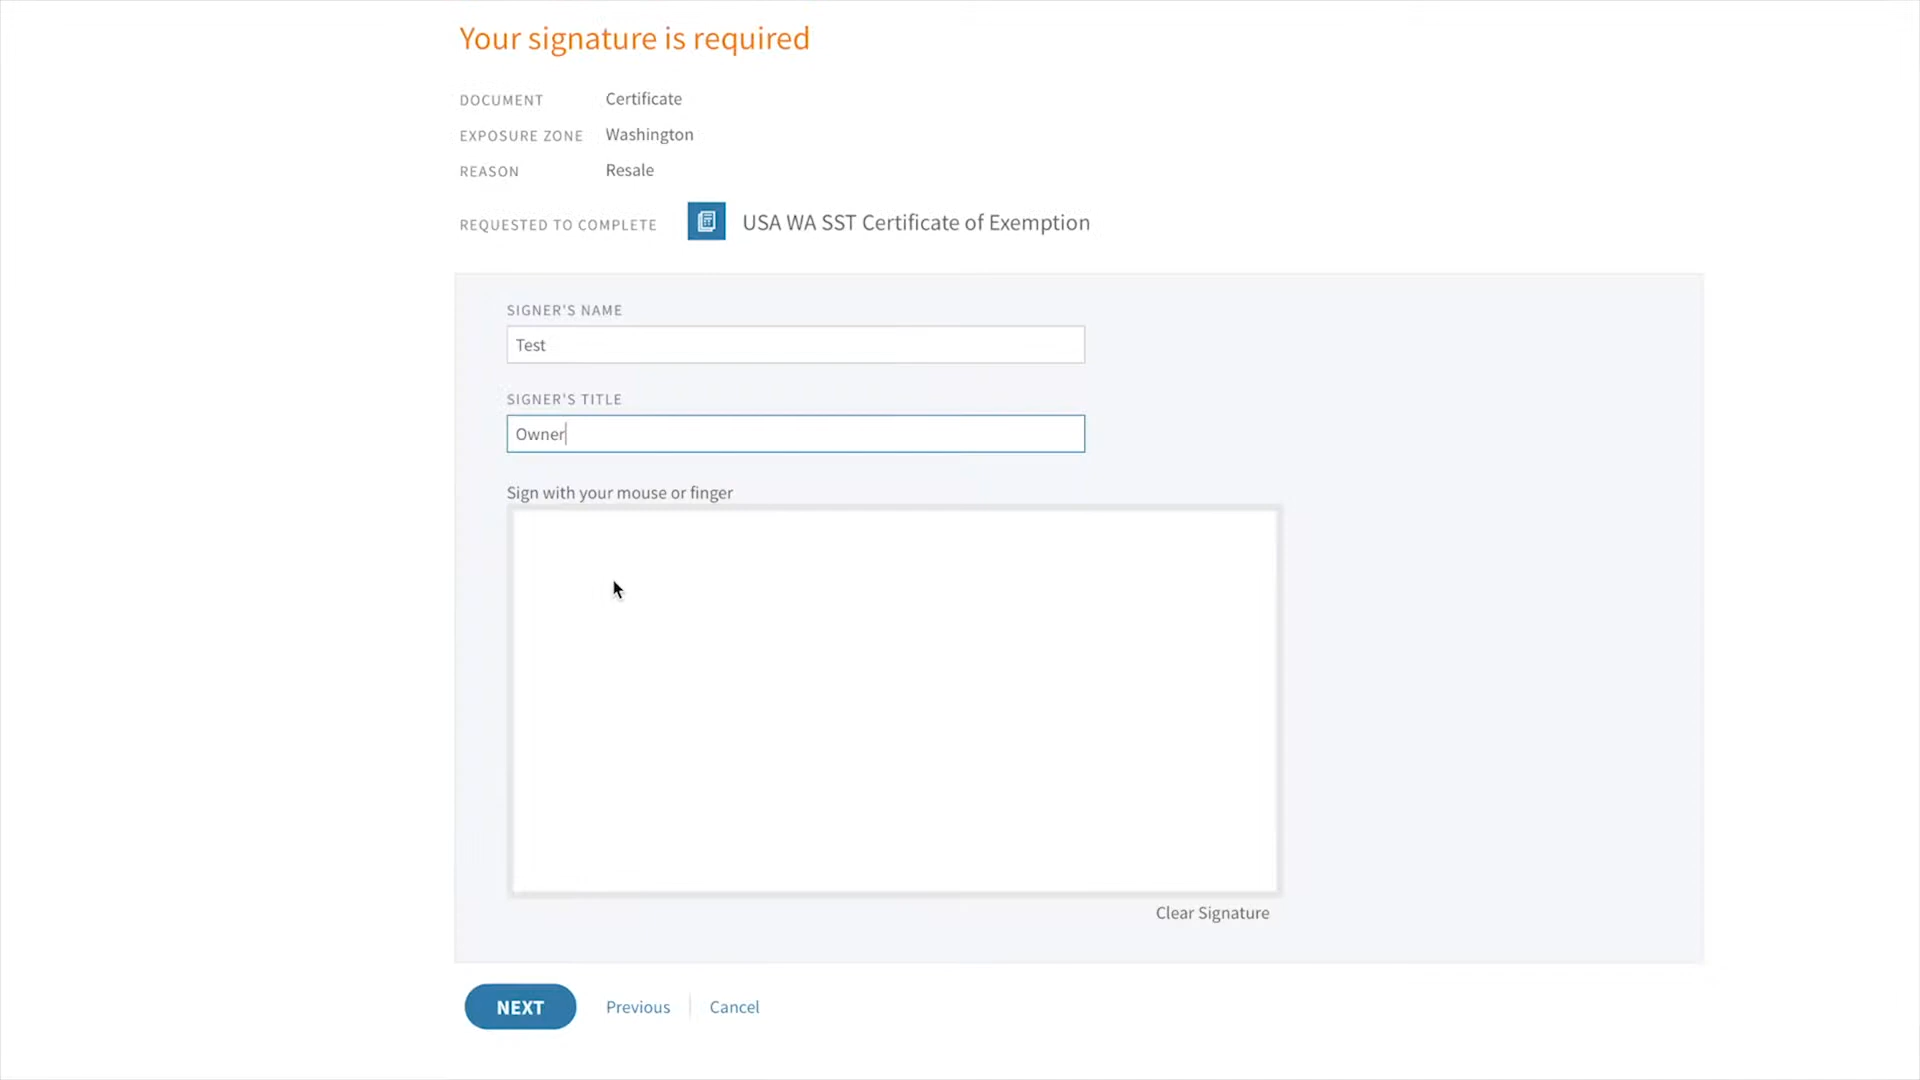 Your signature is required
DOCUMENT Certificate
EXPOSURE ZONE Washington
REASON Resale
REQUESTED TO COMPLETE USA WA SST Certificate of Exemption
SIGNER'S NAME
Test
SIGNER'S TITLE
Owner
Sign with your mouse or finger
Clear Signature
NEXT Previous Cancel